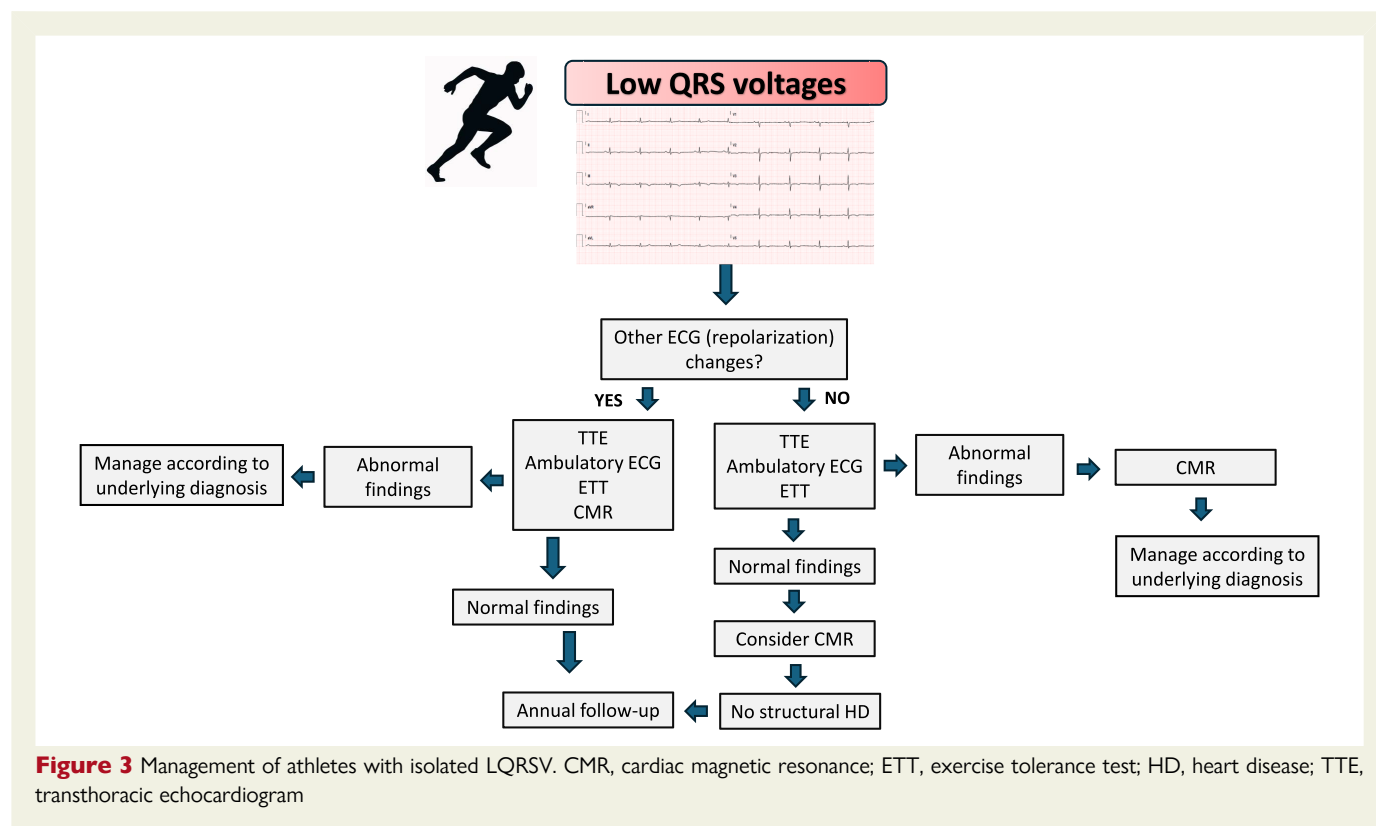 Low QRS voltages
Other ECG (repolarization)
changes?
YES
NO
TTE
Ambulatory ECG
ETT
CMR
Abnormal
findings
Manage according to
underlying diagnosis
Normal findings
TTE
Ambulatory ECG
ETT
Abnormal
findings
CMR
Manage according to
underlying diagnosis
Normal findings
Consider CMR
No structural HD
Annual follow-up
Figure 3 Management of athletes with isolated LQRSV. CMR, cardiac magnetic resonance; ETT, exercise tolerance test; HD, heart disease; TTE,
transthoracic echocardiogram